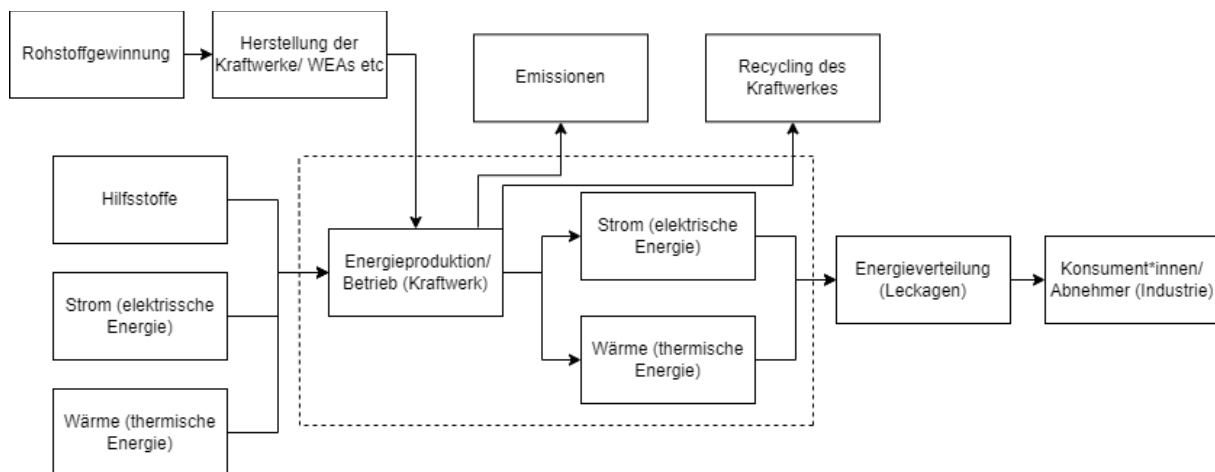 Rohstoffgewinnung
Herstellung der
Kraftwerke/ WEAs etc
Emissionen
Recycling des
Kraftwerkes
Hilfsstoffe
Strom (elektrissche
Energie)
Wärme (thermische
Energie)
Energieproduktion/
Betrieb (Kraftwerk)
Strom (elektrische
Energie)
Wärme (thermische
Energie)
Energieverteilung
(Leckagen)
Konsument*innen/
Abnehmer (Industrie)